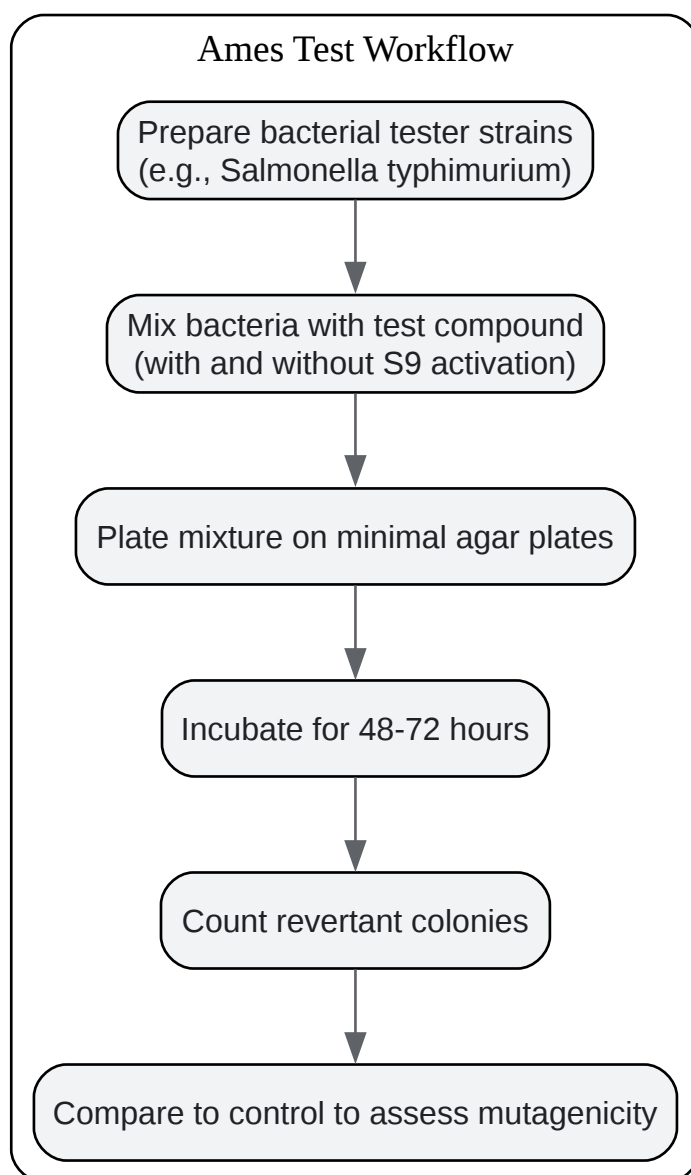 Ames Test Workflow
Prepare bacterial tester strains
(e.g., Salmonella typhimurium)
Mix bacteria with test compound
(with and without S9 activation)
Plate mixture on minimal agar plates
Incubate for 48-72 hours
Count revertant colonies
Compare to control to assess mutagenicity